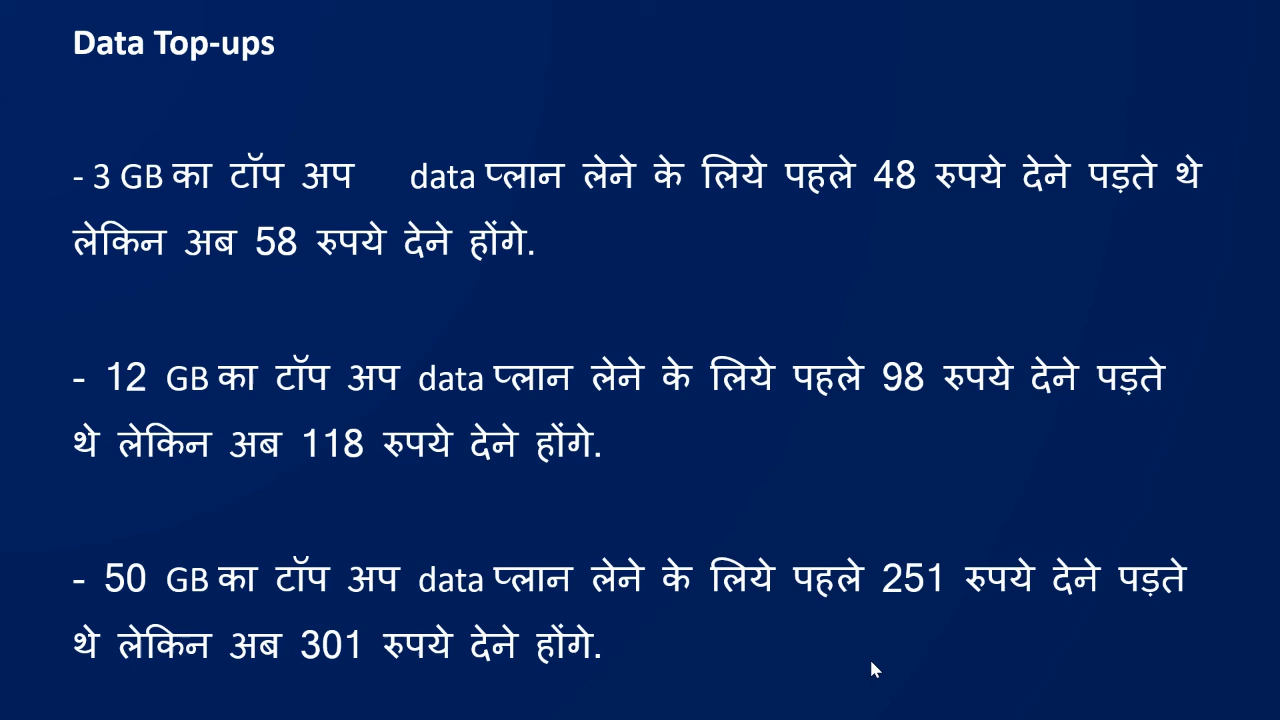 Data Top-ups
- 3 GB का टॉप अप data प्लान लेने के लिये पहले 48 रुपये देने पड़ते थे
लेकिन अब 58 रुपये देने होंगे.
- 12 GB का टॉप अप data प्लान लेने के लिये पहले 98 रुपये देने पड़ते
थे लेकिन अब 118 रुपये देने होंगे.
- 50 GB का टॉप अप data प्लान लेने के लिये पहले 251 रुपये देने पड़ते
थे लेकिन अब 301 रुपये देने होंगे.